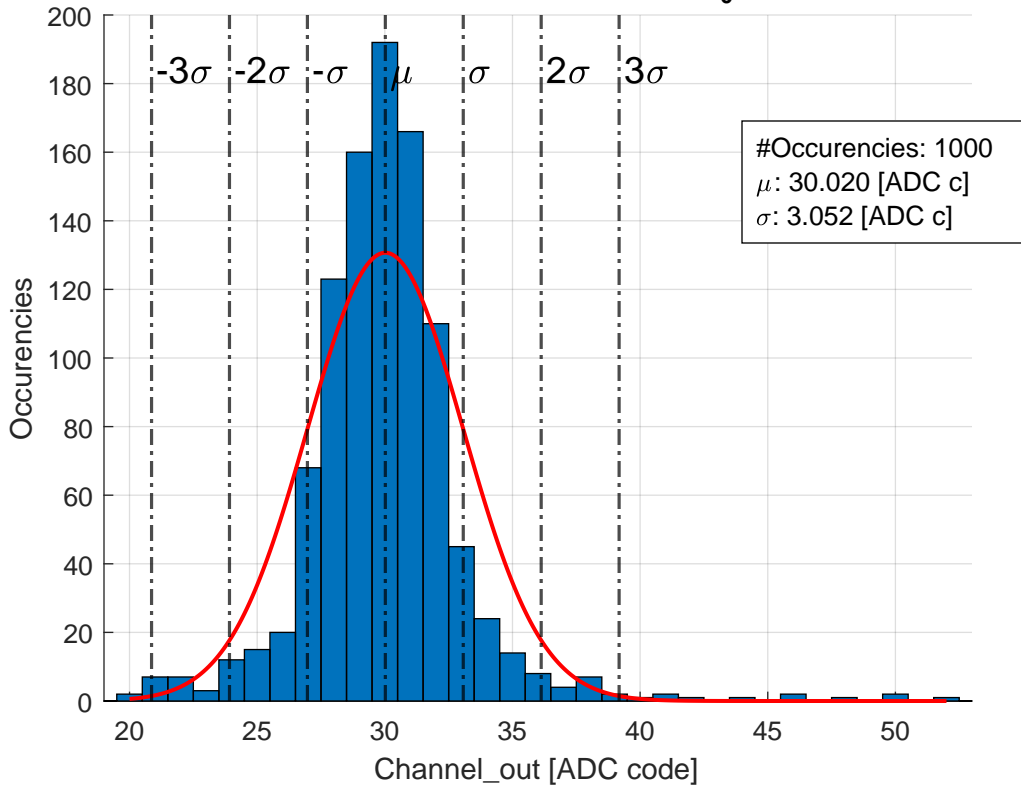 200
180
160
140
120
100
80
60
40
20
0
Occurencies
-3σ -2σ -σ μ σ 2σ 3σ
#Occurencies: 1000
μ: 30.020 [ADC c]
σ: 3.052 [ADC c]
20 25 30 35 40 45 50
Channel_out [ADC code]